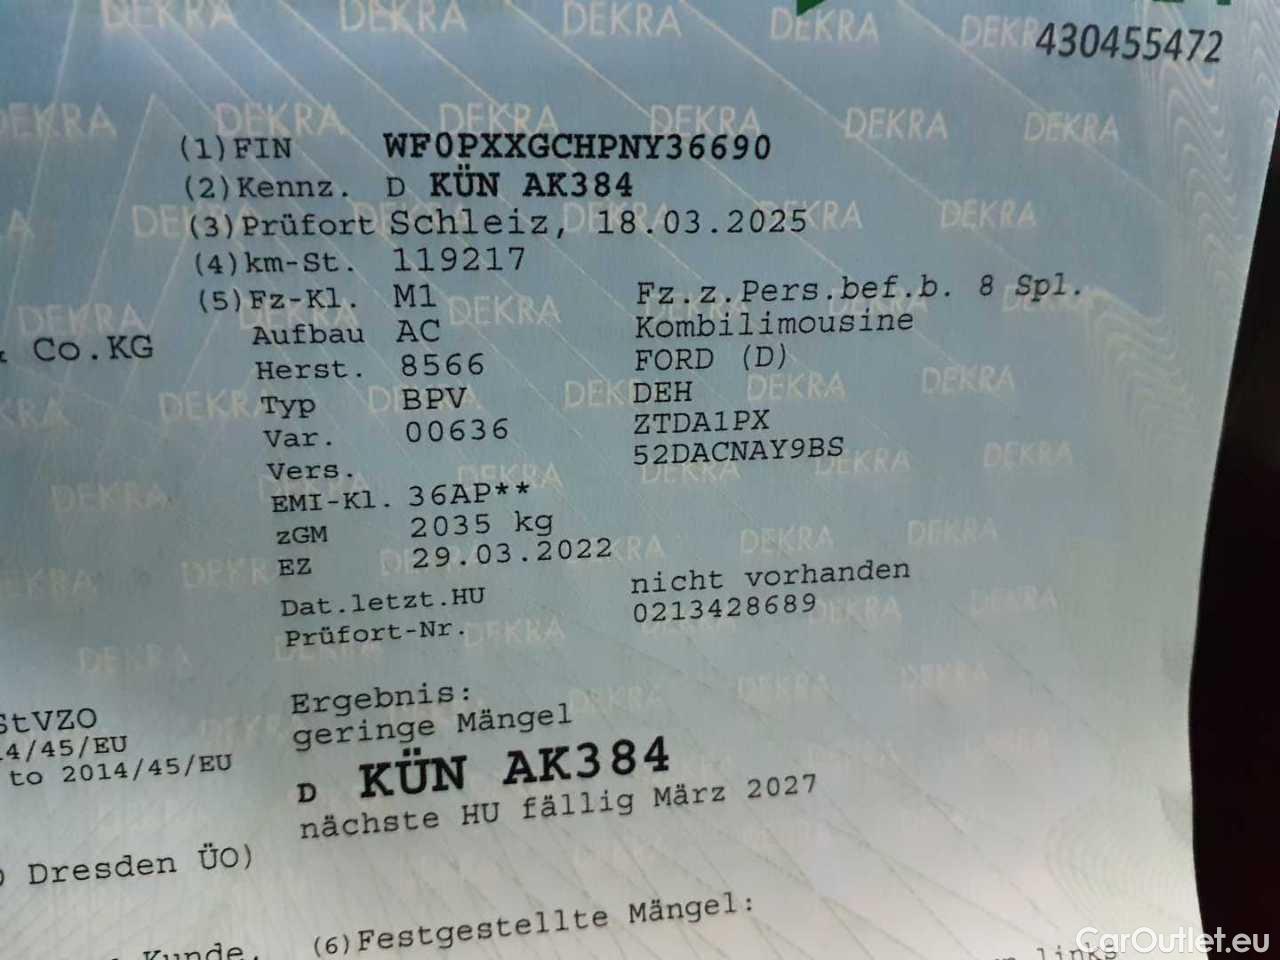 430455472
(1) FIN WF0PXXGCHPNY36690
(2) Kennz. D KÜN AK384
(3) Prüfort Schleiz, 18.03.2025
(4) km-St. 119217
(5) Fz-Kl. M1 Fz.z.Pers.bef.b. 8 Spl.
Aufbau AC Kombilimousine
& Co.KG
Herst. 8566 FORD (D)
Typ BPV DEH
Var. 00636 ZTDA1PX
Vers. 52DACNAY9BS
EMI-Kl. 36AP**
zGM 2035 kg
EZ 29.03.2022
Dat.letzt.HU nicht vorhanden
Prüfort-Nr. 0213428689
Ergebnis:
geringe Mängel
StVZO
14/45/EU
to 2014/45/EU
D KÜN AK384
nächste HU fällig März 2027
Dresden ÜO)
(6) Festgestellte Mängel:
Kunde.
links
CarOutlet.eu
DEKRA